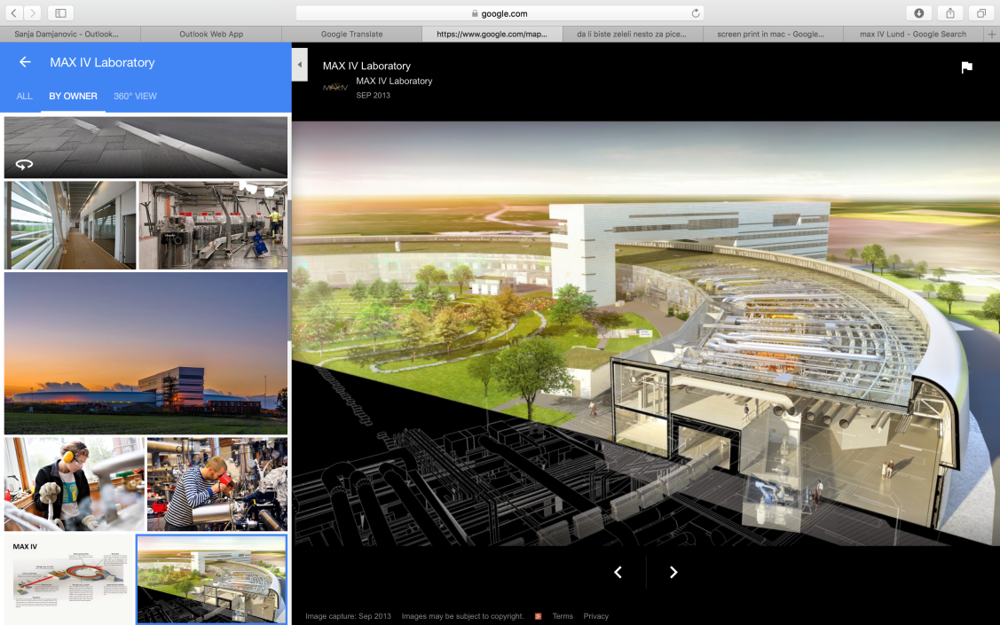 google.com
Sanja Damjanovic - Outlook...
Outlook Web App
Google Translate
https://www.google.com/map...
da li biste zeleli nesto za pice...
screen print in mac - Google...
max IV Lund - Google Search
MAX IV Laboratory
ALL
BY OWNER
360° VIEW
MAX IV Laboratory
MAX IV
MAX IV Laboratory
SEP 2013
MAX IV
Image capture: Sep 2013
Images may be subject to copyright.
Terms
Privacy